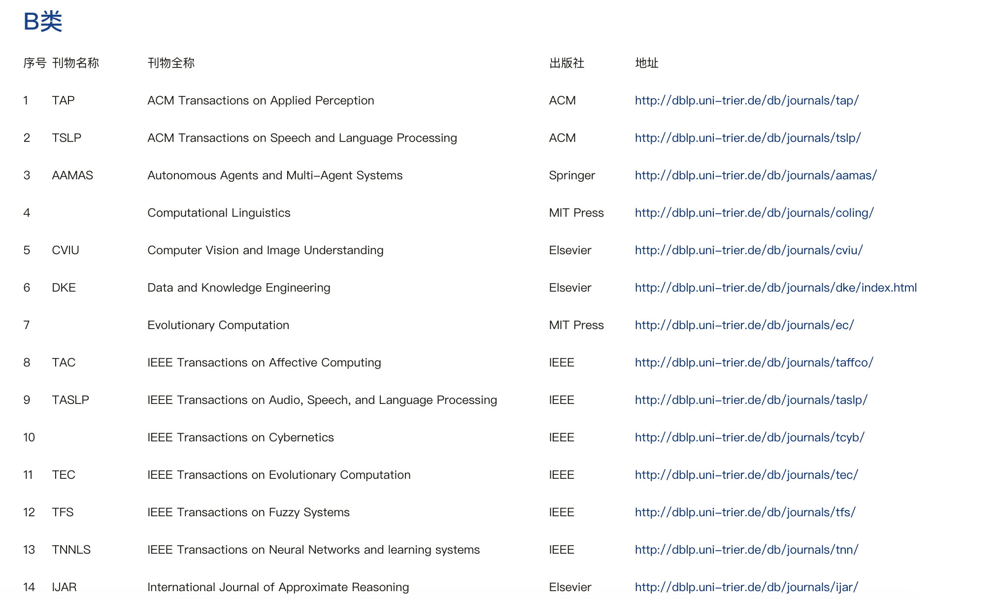 B类
序号 刊物名称 刊物全称 出版社 地址
1 TAP ACM Transactions on Applied Perception ACM http://dblp.uni-trier.de/db/journals/tap/
2 TSLP ACM Transactions on Speech and Language Processing ACM http://dblp.uni-trier.de/db/journals/tslp/
3 AAMAS Autonomous Agents and Multi-Agent Systems Springer http://dblp.uni-trier.de/db/journals/aamas/
4 Computational Linguistics MIT Press http://dblp.uni-trier.de/db/journals/coling/
5 CVIU Computer Vision and Image Understanding Elsevier http://dblp.uni-trier.de/db/journals/cviu/
6 DKE Data and Knowledge Engineering Elsevier http://dblp.uni-trier.de/db/journals/dke/index.html
7 Evolutionary Computation MIT Press http://dblp.uni-trier.de/db/journals/ec/
8 TAC IEEE Transactions on Affective Computing IEEE http://dblp.uni-trier.de/db/journals/taffco/
9 TASLP IEEE Transactions on Audio, Speech, and Language Processing IEEE http://dblp.uni-trier.de/db/journals/taslp/
10 IEEE Transactions on Cybernetics IEEE http://dblp.uni-trier.de/db/journals/tcyb/
11 TEC IEEE Transactions on Evolutionary Computation IEEE http://dblp.uni-trier.de/db/journals/tec/
12 TFS IEEE Transactions on Fuzzy Systems IEEE http://dblp.uni-trier.de/db/journals/tfs/
13 TNNLS IEEE Transactions on Neural Networks and learning systems IEEE http://dblp.uni-trier.de/db/journals/tnn/
14 IJAR International Journal of Approximate Reasoning Elsevier http://dblp.uni-trier.de/db/journals/ijar/